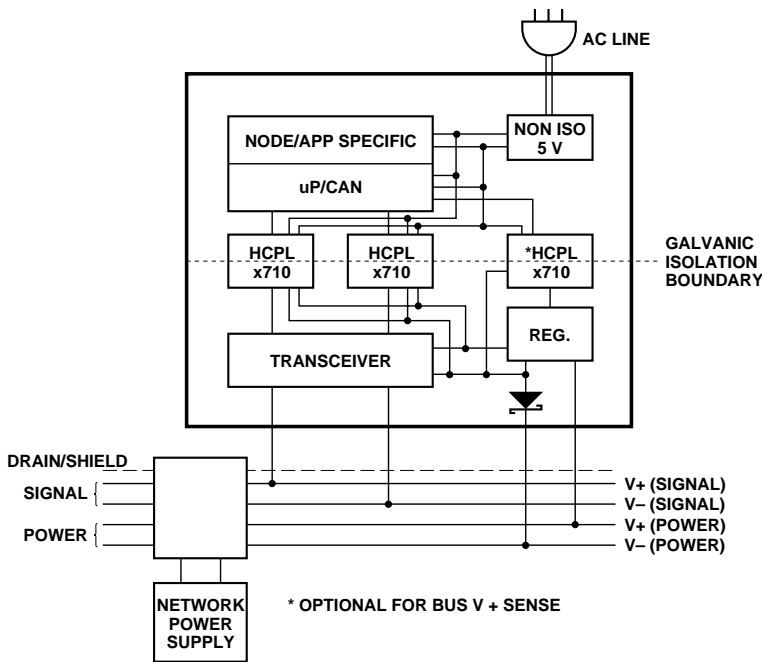 AC LINE
NON ISO
5 V
NODE/APP SPECIFIC
uP/CAN
HCPL
x710
HCPL
x710
*HCPL
x710
GALVANIC
ISOLATION
BOUNDARY
REG.
TRANSCEIVER
DRAIN/SHIELD
SIGNAL
POWER
V+ (SIGNAL)
V– (SIGNAL)
V+ (POWER)
V– (POWER)
NETWORK
POWER
SUPPLY
* OPTIONAL FOR BUS V + SENSE